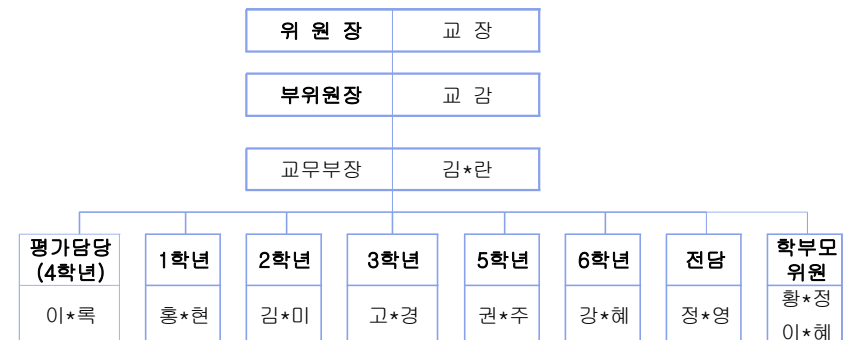 위 원 장 교 장
부위원장 교 감
교무부장 김*란
평가담당
(4학년)
이*록
1학년
홍*현
2학년
김*미
3학년
고*경
5학년
권*주
6학년
강*혜
전담
정*영
학부모
위원
황*정
이*혜